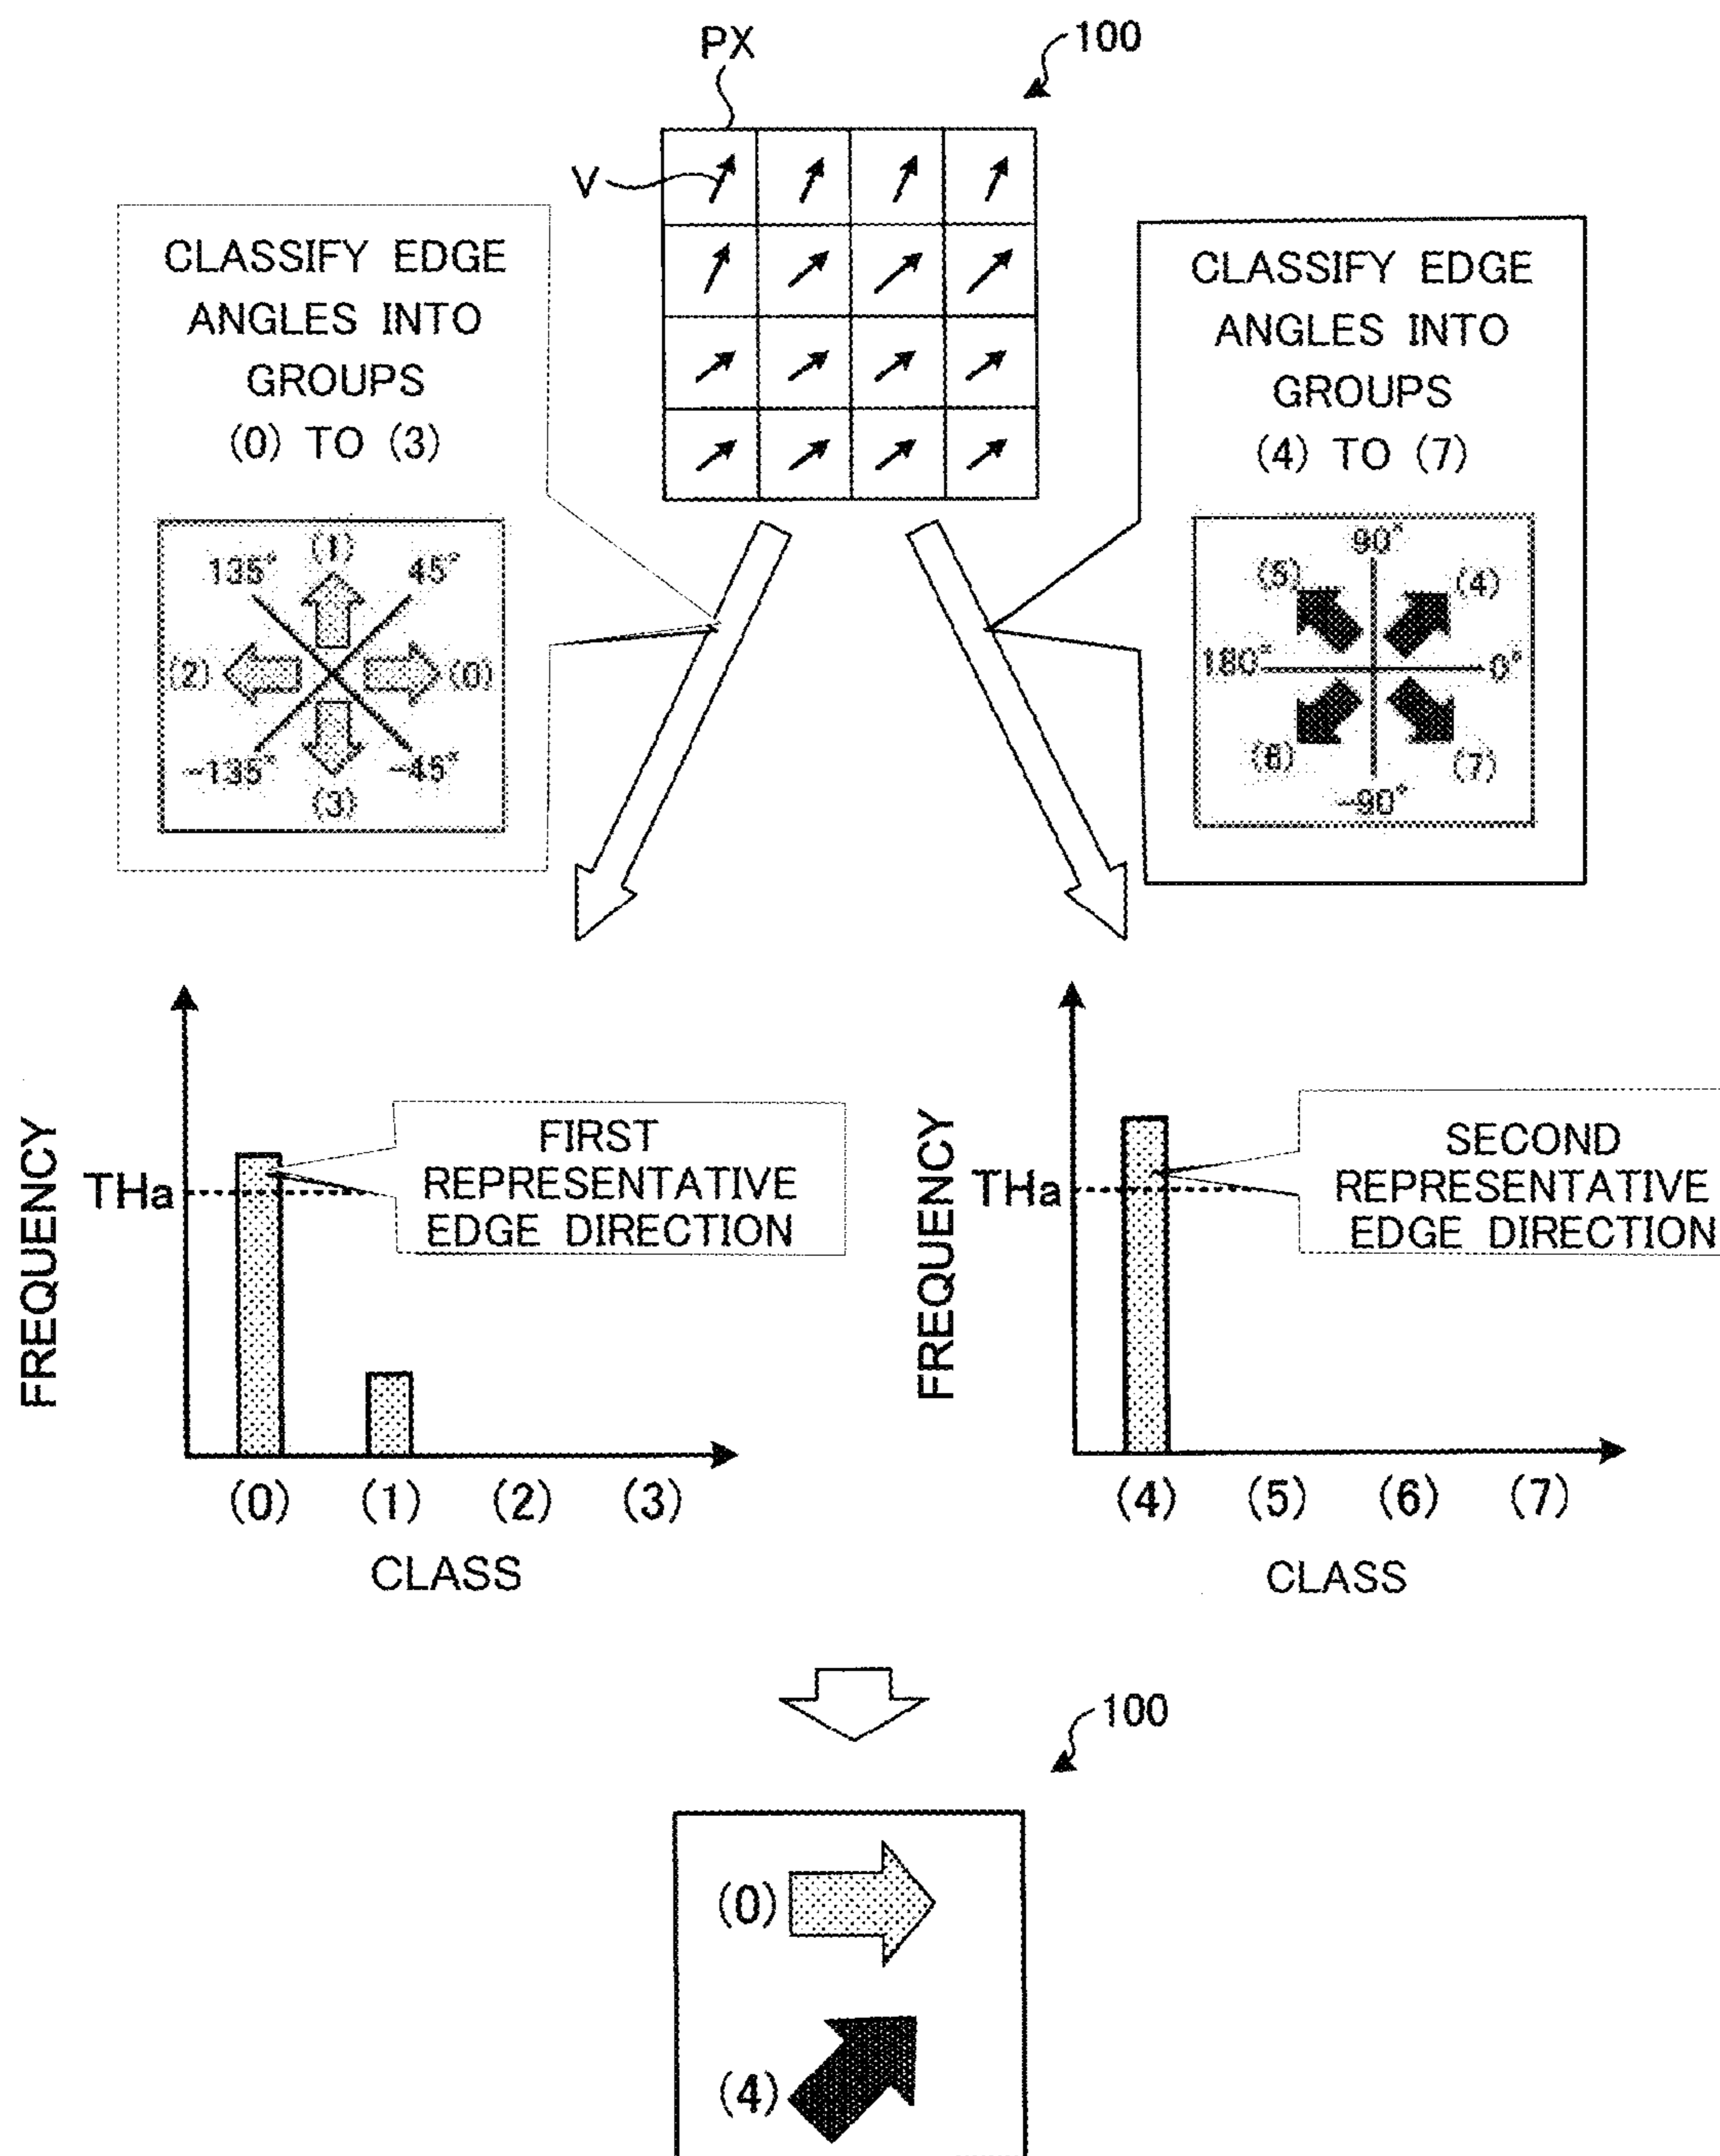 PX
100
V
CLASSIFY EDGE
ANGLES INTO
GROUPS
(0) TO (3)
(1)
135°
45°
(2)
(0)
-135°
-45°
(3)
CLASSIFY EDGE
ANGLES INTO
GROUPS
(4) TO (7)
90°
(5)
(4)
180°
0°
(6)
(7)
-90°
FREQUENCY
THa
FIRST
REPRESENTATIVE
EDGE DIRECTION
(0) (1) (2) (3)
CLASS
FREQUENCY
THa
SECOND
REPRESENTATIVE
EDGE DIRECTION
(4) (5) (6) (7)
CLASS
100
(0)
(4)